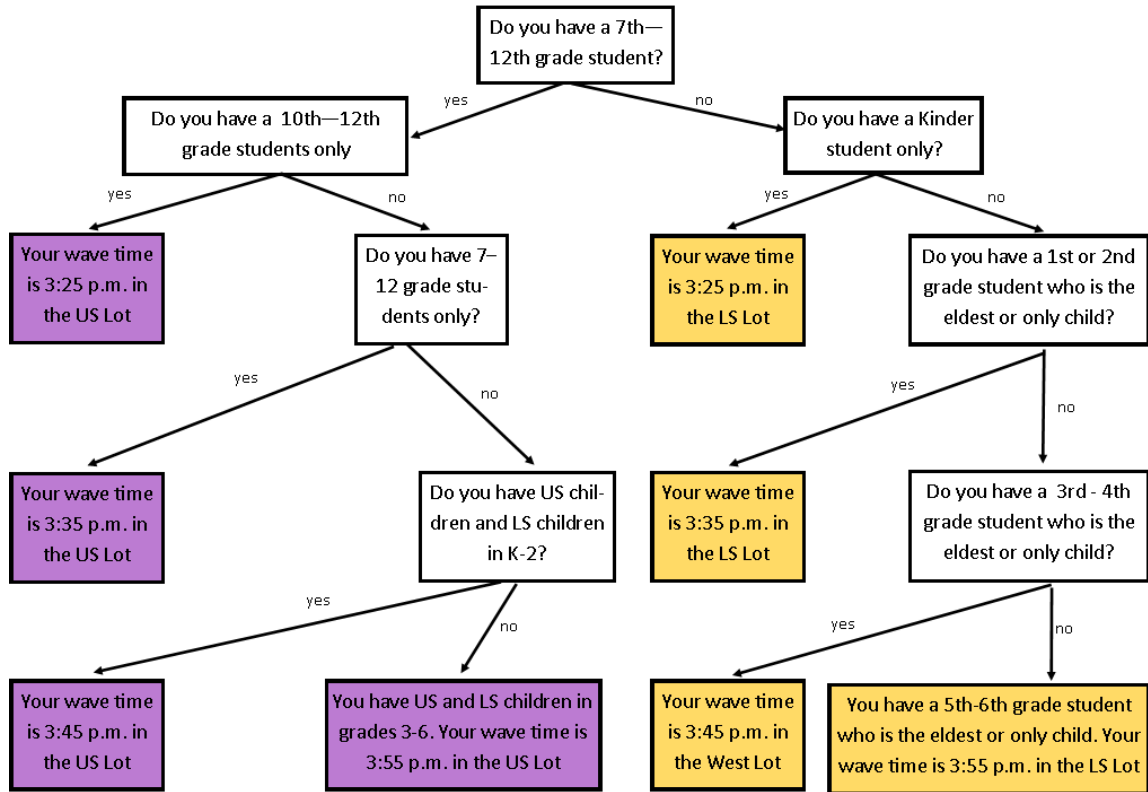 Do you have a 7th—
12th grade student?
yes
no
Do you have a 10th—12th
grade students only
Do you have a Kinder
student only?
yes
no
yes
no
Your wave time
is 3:25 p.m. in
the US Lot
Do you have 7–
12 grade stu-
dents only?
Your wave time
is 3:25 p.m. in
the LS Lot
Do you have a 1st or 2nd
grade student who is the
eldest or only child?
yes
no
yes
no
Your wave time
is 3:35 p.m. in
the US Lot
Do you have US chil-
dren and LS children
in K-2?
Your wave time
is 3:35 p.m. in
the LS Lot
Do you have a 3rd - 4th
grade student who is the
eldest or only child?
yes
no
yes
no
Your wave time
is 3:45 p.m. in
the US Lot
You have US and LS children in
grades 3-6. Your wave time is
3:55 p.m. in the US Lot
Your wave time
is 3:45 p.m. in
the West Lot
You have a 5th-6th grade student
who is the eldest or only child. Your
wave time is 3:55 p.m. in the LS Lot